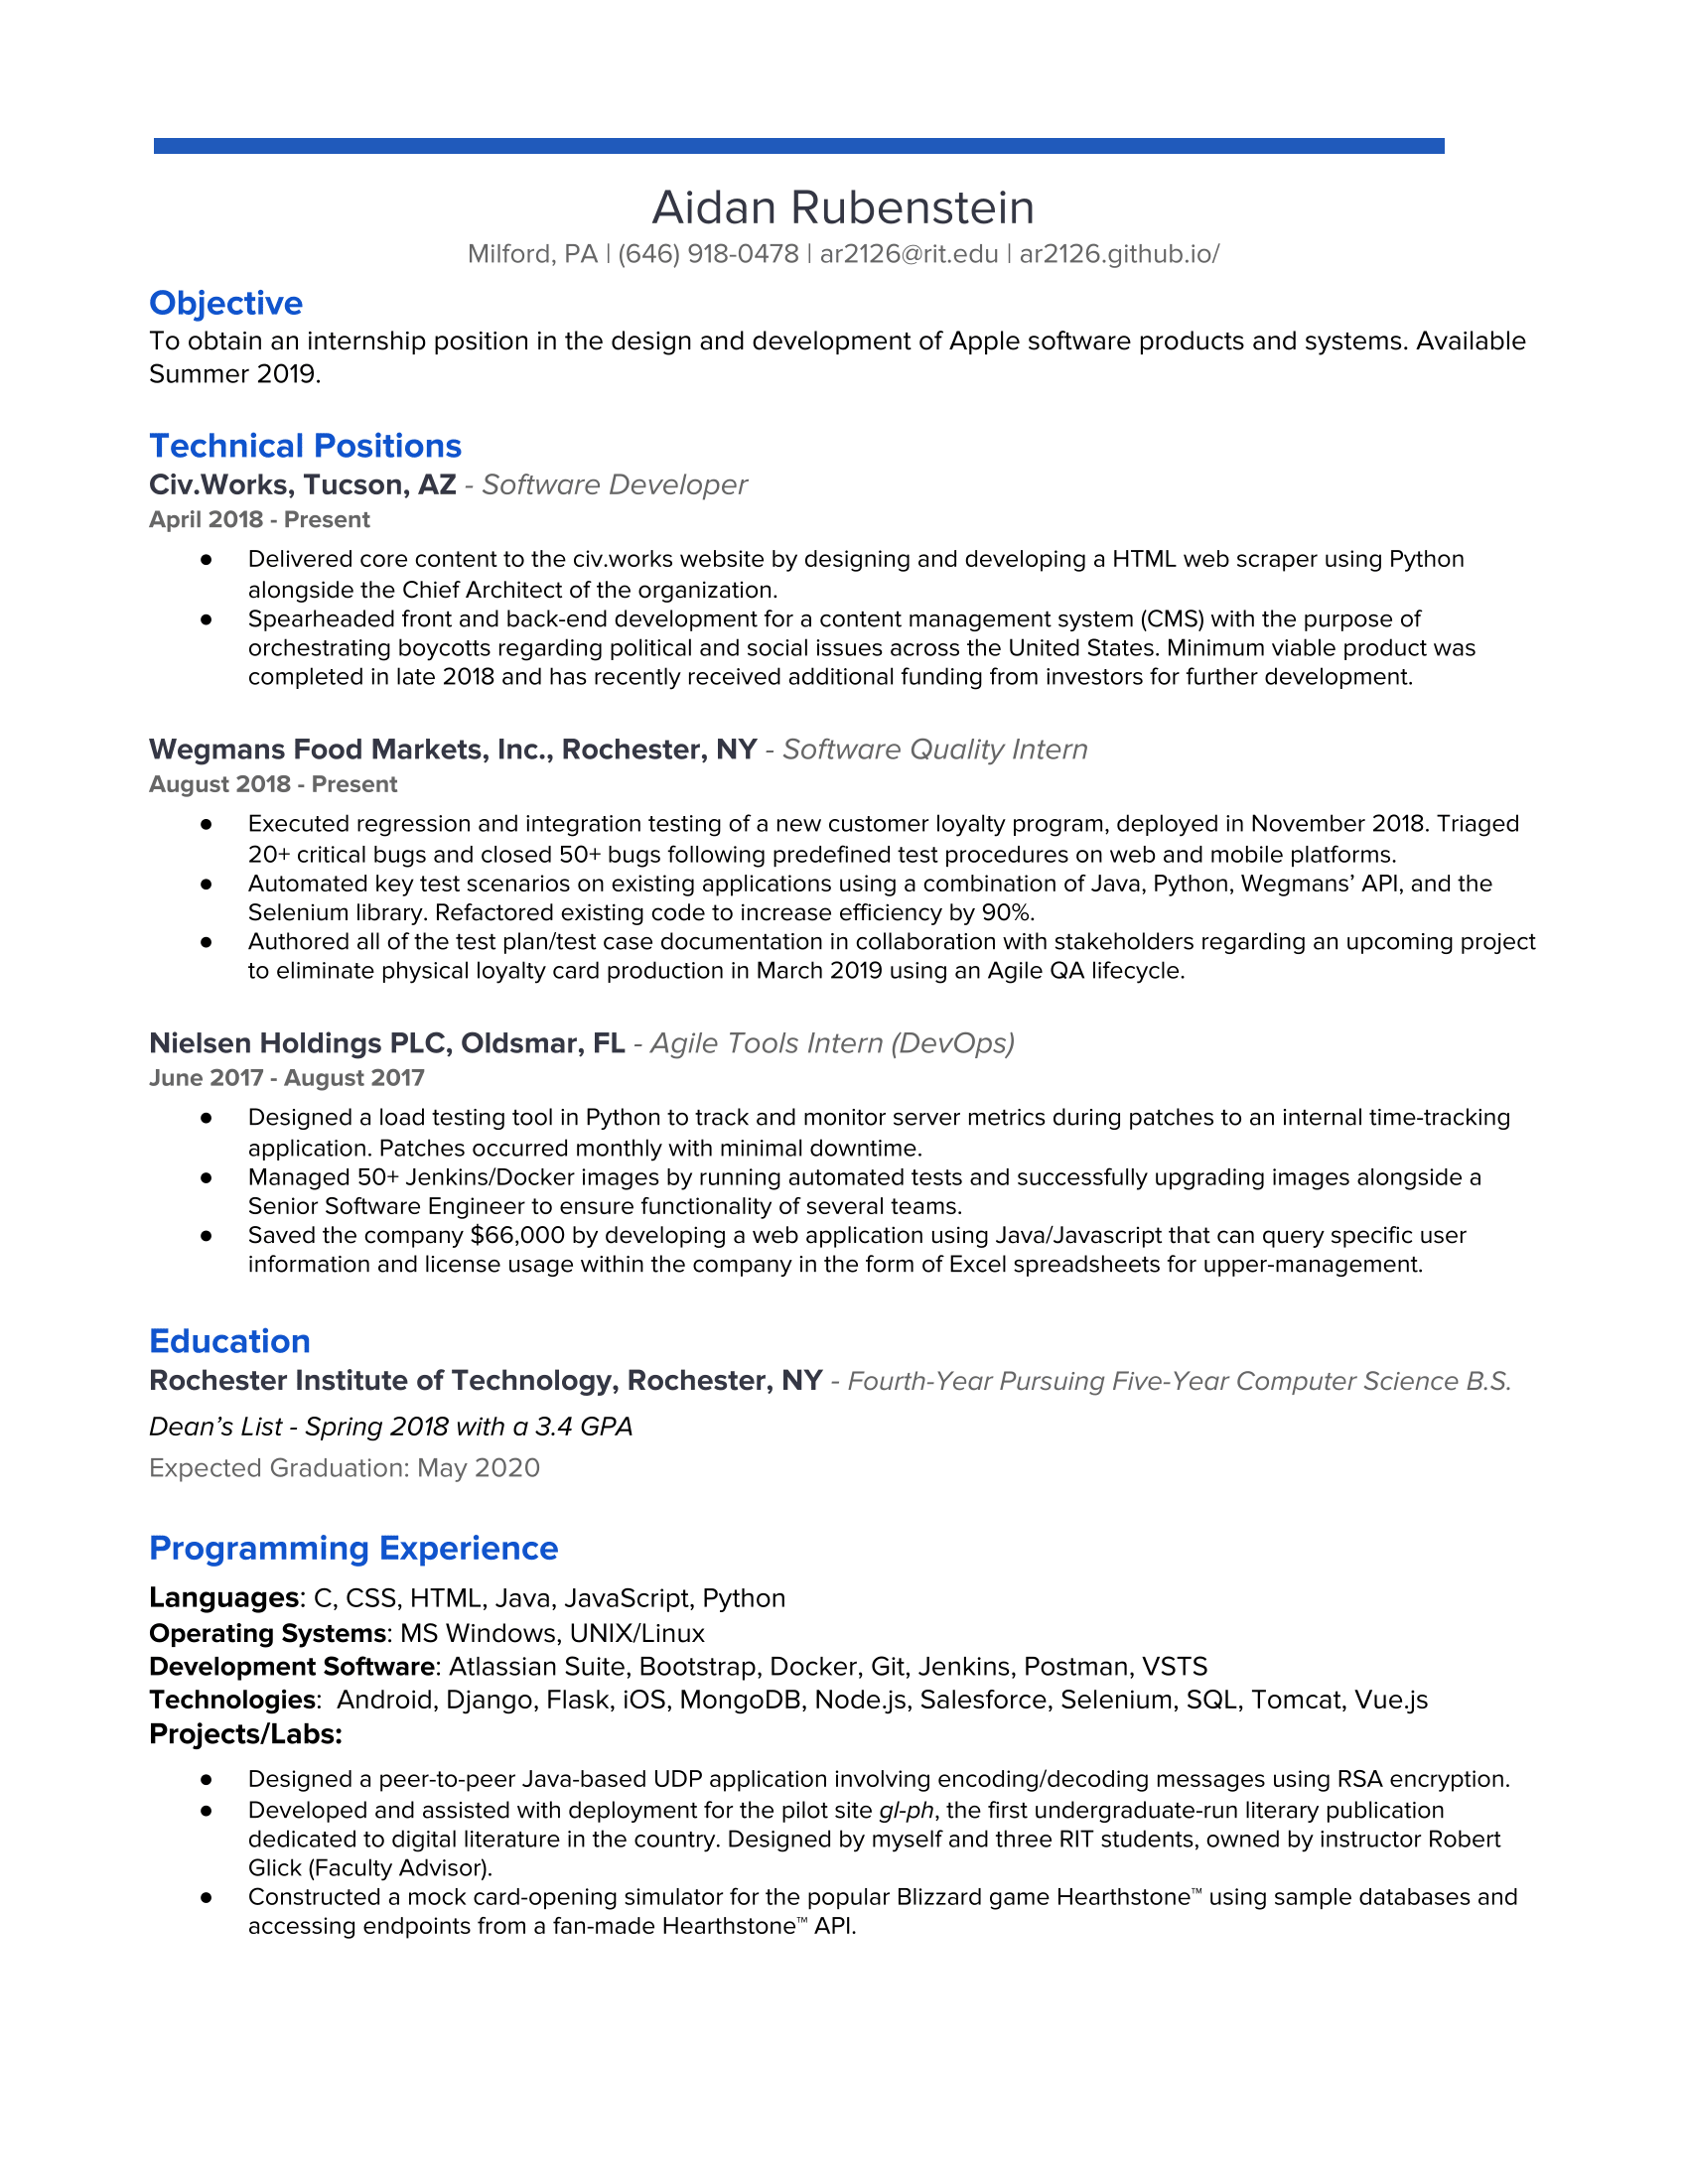 Aidan Rubenstein
Milford, PA | (646) 918-0478 | ar2126@rit.edu | ar2126.github.io/
Objective
To obtain an internship position in the design and development of Apple software products and systems. Available
Summer 2019.
Technical Positions
Civ.Works, Tucson, AZ - Software Developer
April 2018 - Present
● Delivered core content to the civ.works website by designing and developing a HTML web scraper using Python
alongside the Chief Architect of the organization.
● Spearheaded front and back-end development for a content management system (CMS) with the purpose of
orchestrating boycotts regarding political and social issues across the United States. Minimum viable product was
completed in late 2018 and has recently received additional funding from investors for further development.
Wegmans Food Markets, Inc., Rochester, NY - Software Quality Intern
August 2018 - Present
● Executed regression and integration testing of a new customer loyalty program, deployed in November 2018. Triaged
20+ critical bugs and closed 50+ bugs following predefined test procedures on web and mobile platforms.
● Automated key test scenarios on existing applications using a combination of Java, Python, Wegmans’ API, and the
Selenium library. Refactored existing code to increase efficiency by 90%.
● Authored all of the test plan/test case documentation in collaboration with stakeholders regarding an upcoming project
to eliminate physical loyalty card production in March 2019 using an Agile QA lifecycle.
Nielsen Holdings PLC, Oldsmar, FL - Agile Tools Intern (DevOps)
June 2017 - August 2017
● Designed a load testing tool in Python to track and monitor server metrics during patches to an internal time-tracking
application. Patches occurred monthly with minimal downtime.
● Managed 50+ Jenkins/Docker images by running automated tests and successfully upgrading images alongside a
Senior Software Engineer to ensure functionality of several teams.
● Saved the company $66,000 by developing a web application using Java/Javascript that can query specific user
information and license usage within the company in the form of Excel spreadsheets for upper-management.
Education
Rochester Institute of Technology, Rochester, NY - Fourth-Year Pursuing Five-Year Computer Science B.S.
Dean’s List - Spring 2018 with a 3.4 GPA
Expected Graduation: May 2020
Programming Experience
Languages: C, CSS, HTML, Java, JavaScript, Python
Operating Systems: MS Windows, UNIX/Linux
Development Software: Atlassian Suite, Bootstrap, Docker, Git, Jenkins, Postman, VSTS
Technologies: Android, Django, Flask, iOS, MongoDB, Node.js, Salesforce, Selenium, SQL, Tomcat, Vue.js
Projects/Labs:
● Designed a peer-to-peer Java-based UDP application involving encoding/decoding messages using RSA encryption.
● Developed and assisted with deployment for the pilot site gl-ph, the first undergraduate-run literary publication
dedicated to digital literature in the country. Designed by myself and three RIT students, owned by instructor Robert
Glick (Faculty Advisor).
● Constructed a mock card-opening simulator for the popular Blizzard game Hearthstone™ using sample databases and
accessing endpoints from a fan-made Hearthstone™ API.